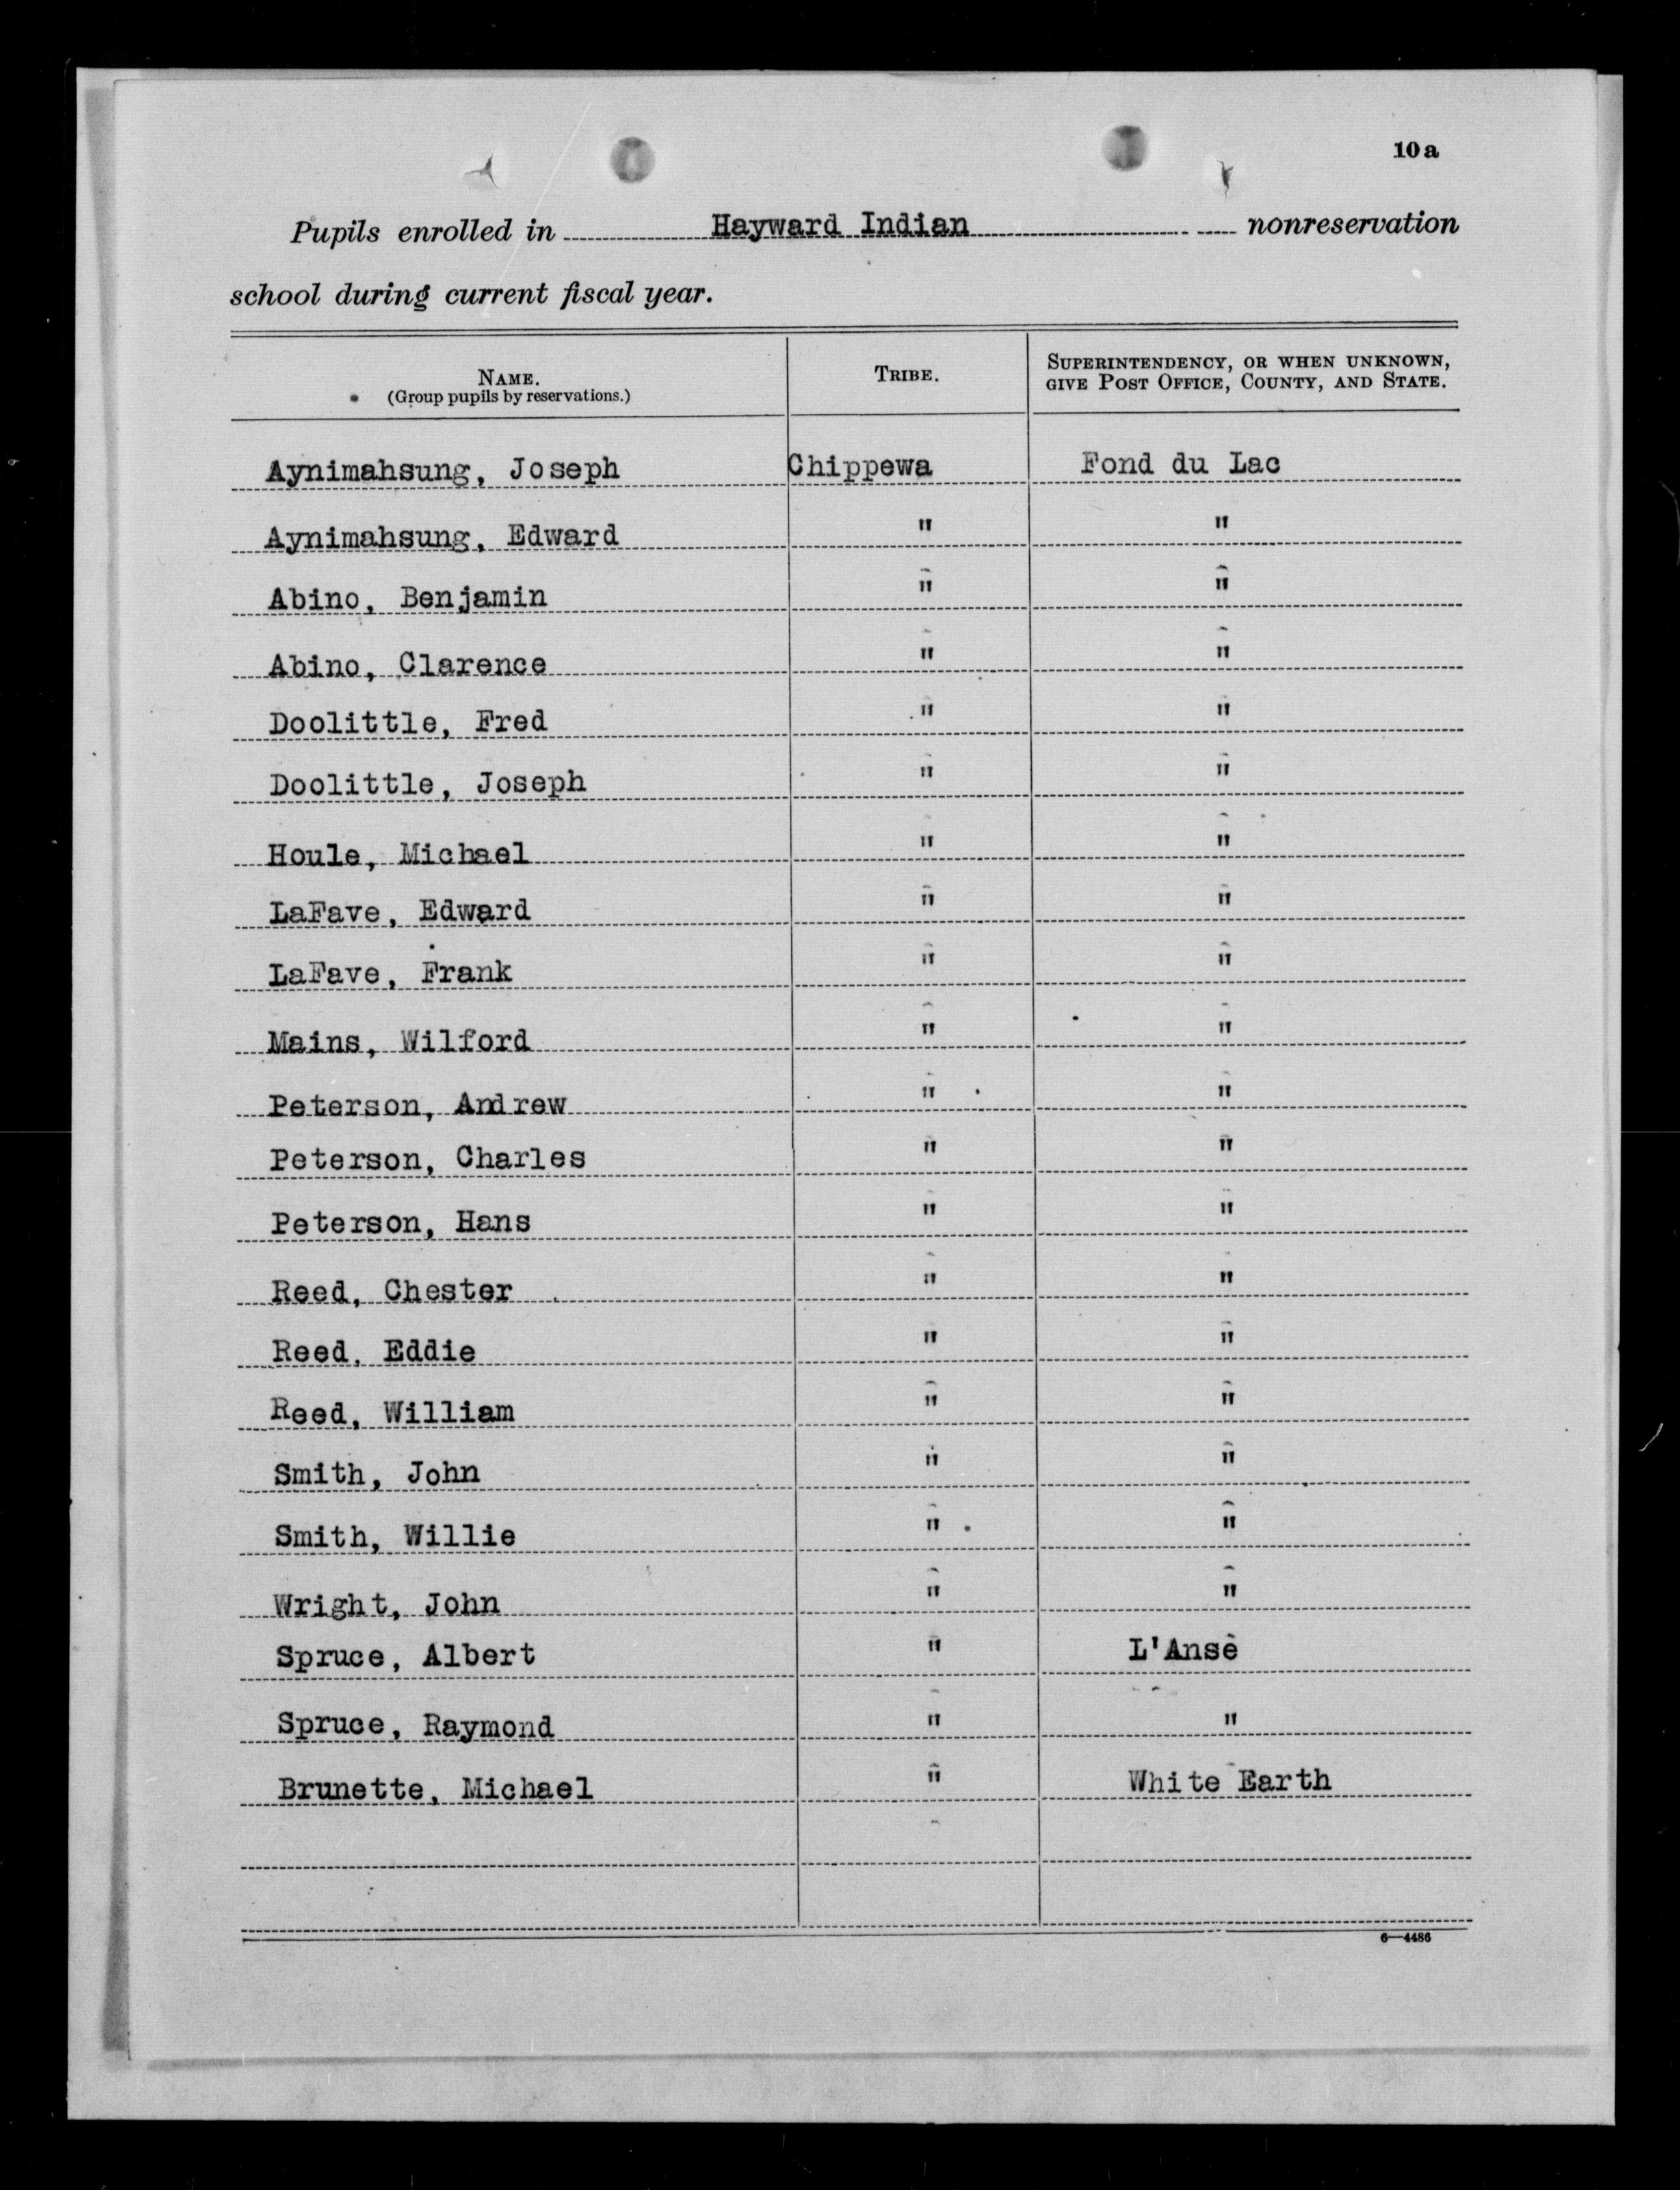 10a
Pupils enrolled in Hayward Indian nonreservation
school during current fiscal year.
NAME. TRIBE. SUPERINTENDENCY, OR WHEN UNKNOWN,
(Group pupils by reservations.) GIVE POST OFFICE, COUNTY, AND STATE.
Aynimahsung, Joseph Chippewa Fond du Lac
Aynimahsung, Edward " "
Abino, Benjamin " "
Abino, Clarence " "
Doolittle, Fred " "
Doolittle, Joseph " "
Houle, Michael " "
LaFave, Edward " "
LaFave, Frank " "
Mains, Wilford " "
Peterson, Andrew " "
Peterson, Charles " "
Peterson, Hans " "
Reed, Chester " "
Reed, Eddie " "
Reed, William " "
Smith, John " "
Smith, Willie " "
Wright, John " "
Spruce, Albert " L'Anse
Spruce, Raymond " "
Brunette, Michael " White Earth
6—4486